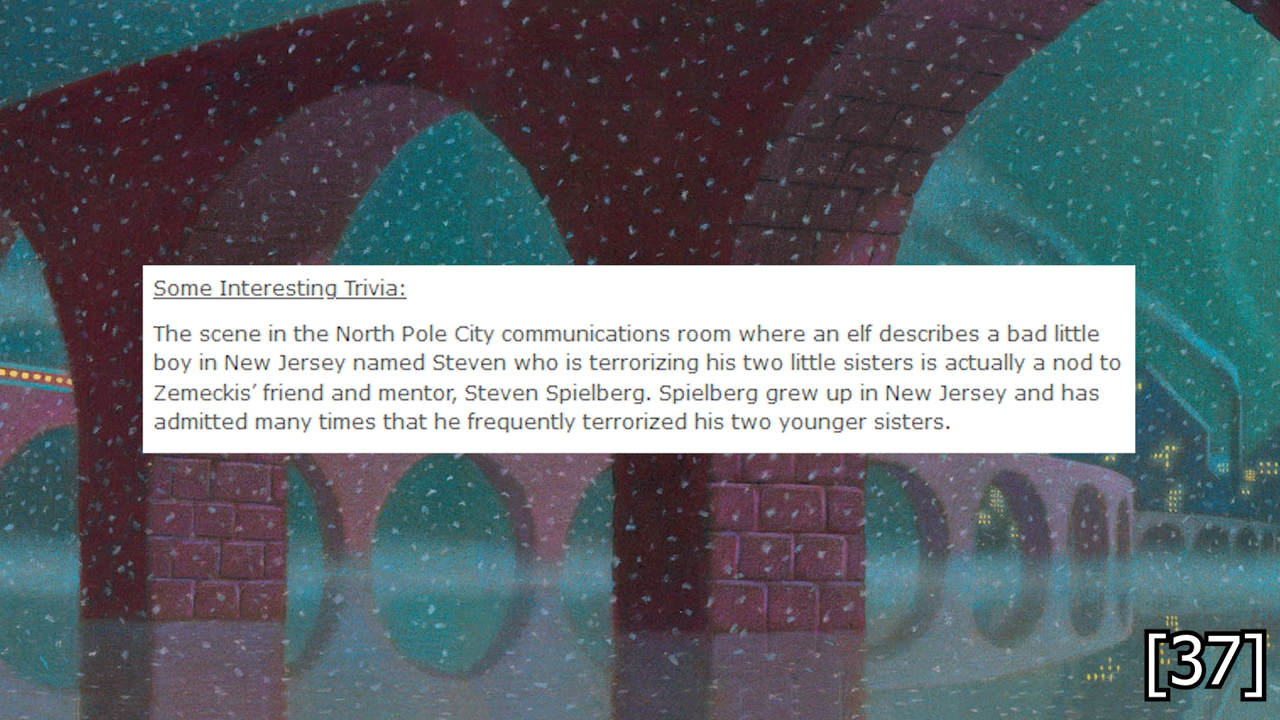 Some Interesting Trivia:
The scene in the North Pole City communications room where an elf describes a bad little
boy in New Jersey named Steven who is terrorizing his two little sisters is actually a nod to
Zemeckis’ friend and mentor, Steven Spielberg. Spielberg grew up in New Jersey and has
admitted many times that he frequently terrorized his two younger sisters.
[37]